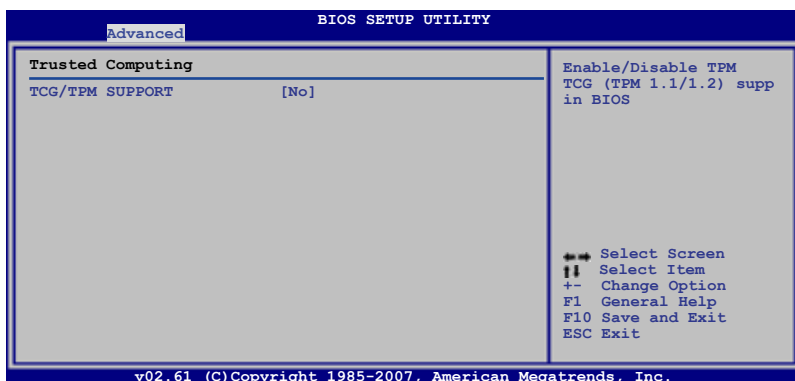 BIOS SETUP UTILITY
Advanced
Trusted Computing
TCG/TPM SUPPORT [No]
Enable/Disable TPM
TCG (TPM 1.1/1.2) supp
in BIOS
Select Screen
Select Item
+- Change Option
F1 General Help
F10 Save and Exit
ESC Exit
v02.61 (C)Copyright 1985-2007, American Megatrends, Inc.